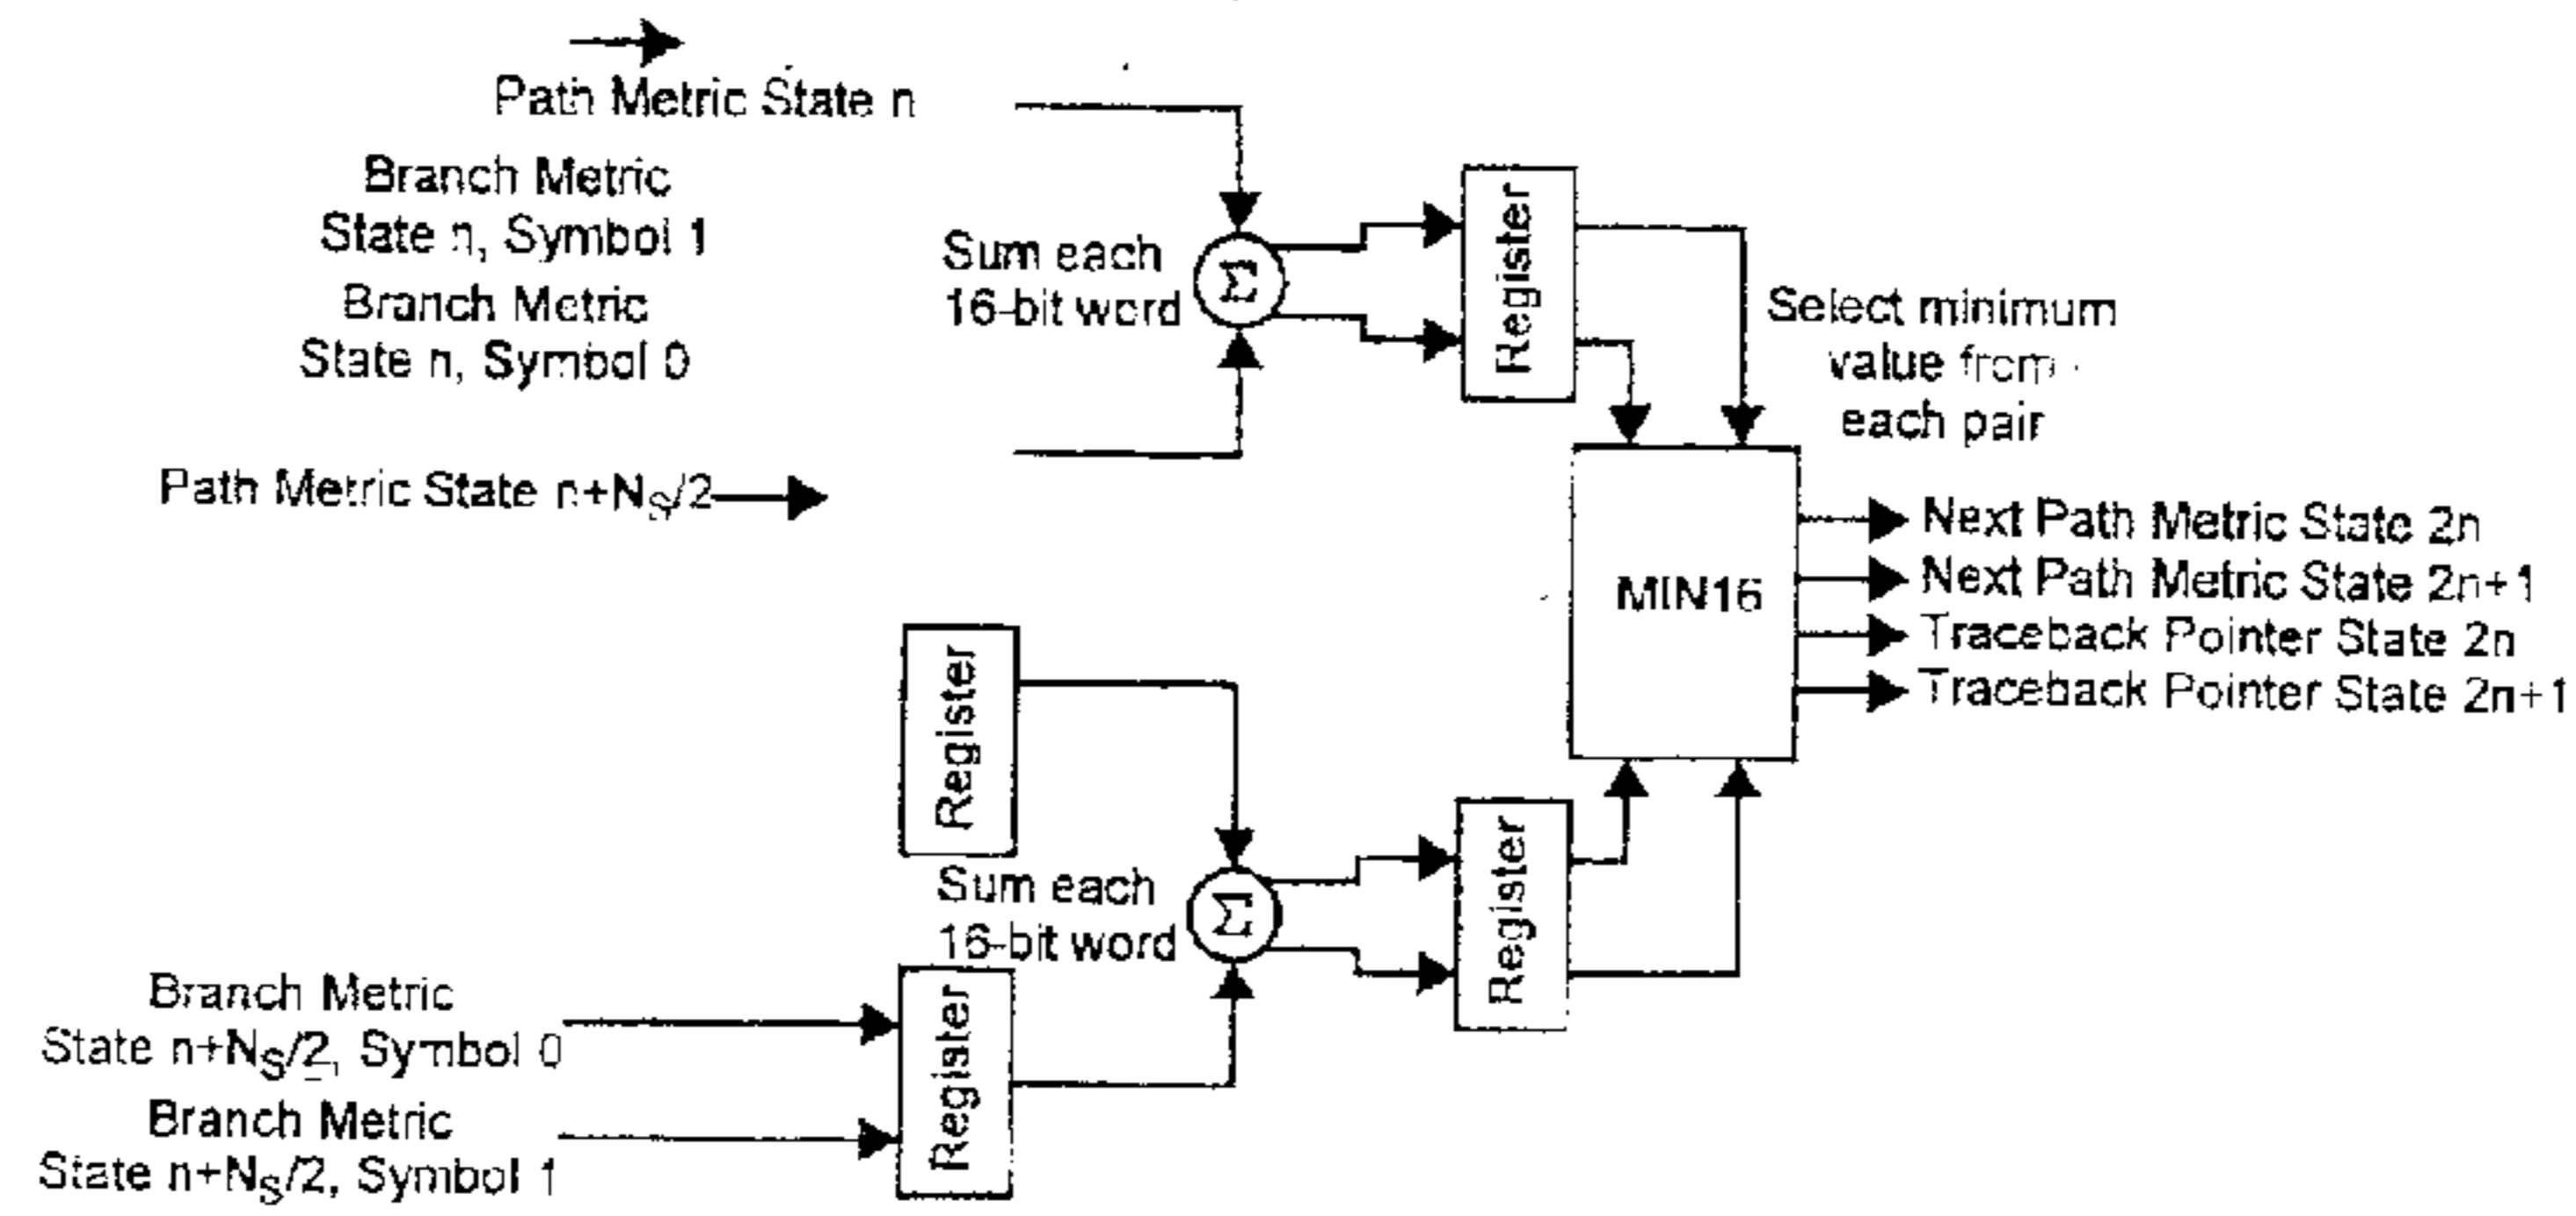 Path Metric State n
Branch Metric
State n, Symbol 1
Branch Metric
State n, Symbol 0
Path Metric State n+N_S/2
Sum each
16-bit word
Σ
Register
Select minimum
value from
each pair
MIN16
Next Path Metric State 2n
Next Path Metric State 2n+1
Traceback Pointer State 2n
Traceback Pointer State 2n+1
Register
Sum each
16-bit word
Σ
Register
Branch Metric
State n+N_S/2, Symbol 0
Branch Metric
State n+N_S/2, Symbol 1
Register